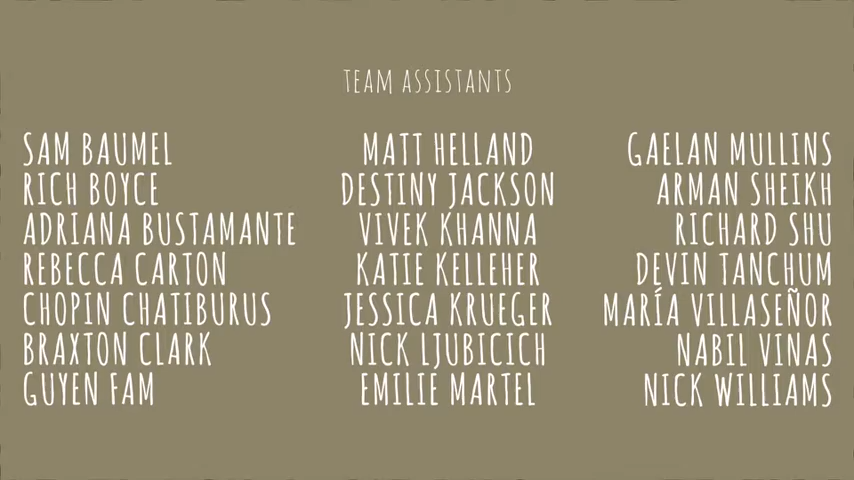 TEAM ASSISTANTS
SAM BAUMEL
RICH BOYCE
ADRIANA BUSTAMANTE
REBECCA CARTON
CHOPIN CHATIBURUS
BRAXTON CLARK
GUYEN FAM
MATT HELLAND
DESTINY JACKSON
VIVEK KHANNA
KATIE KELLEHER
JESSICA KRUEGER
NICK LJUBICICH
EMILIE MARTEL
GAELAN MULLINS
ARMAN SHEIKH
RICHARD SHU
DEVIN TANCHUM
MARÍA VILLASEÑOR
NABIL VINAS
NICK WILLIAMS